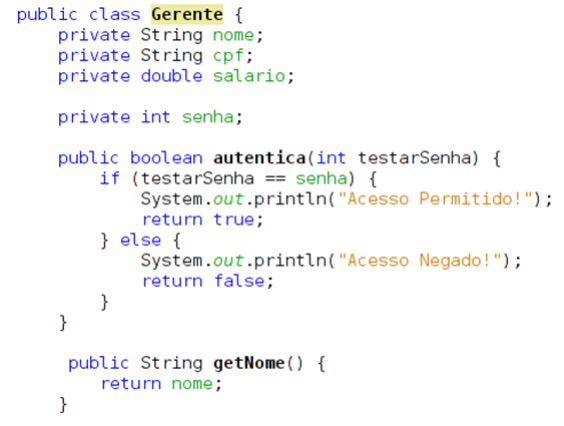 public class Gerente {
    private String nome;
    private String cpf;
    private double salario;

    private int senha;

    public boolean autentica(int testarSenha) {
        if (testarSenha == senha) {
            System.out.println("Acesso Permitido!");
            return true;
        } else {
            System.out.println("Acesso Negado!");
            return false;
        }
    }

     public String getNome() {
        return nome;
    }